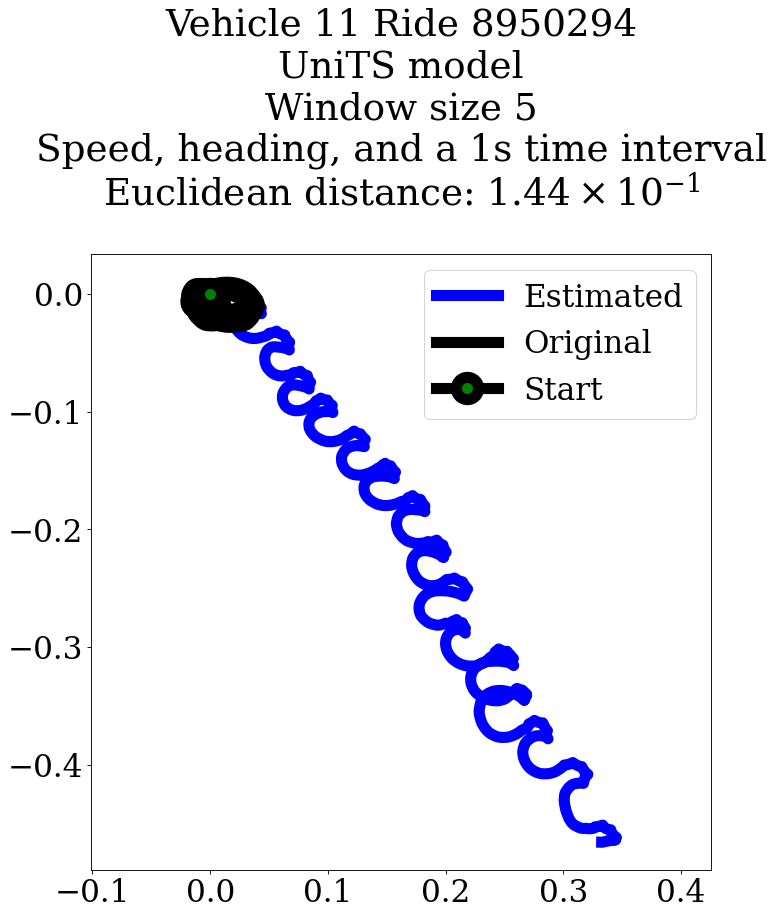 Vehicle 11 Ride 8950294
UniTS model
Window size 5
Speed, heading, and a 1s time interval
Euclidean distance: 1.44 × 10⁻¹
Estimated
Original
Start
0.0
−0.1
−0.2
−0.3
−0.4
−0.1 0.0 0.1 0.2 0.3 0.4